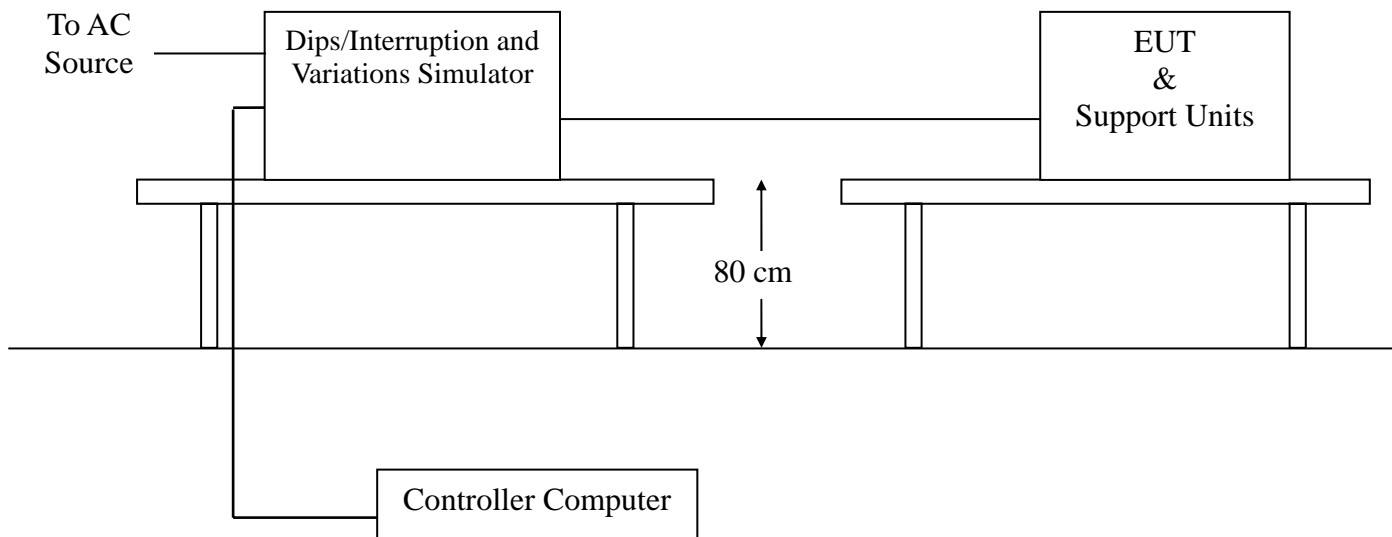 To AC
Source
Dips/Interruption and
Variations Simulator
EUT
&
Support Units
80 cm
Controller Computer